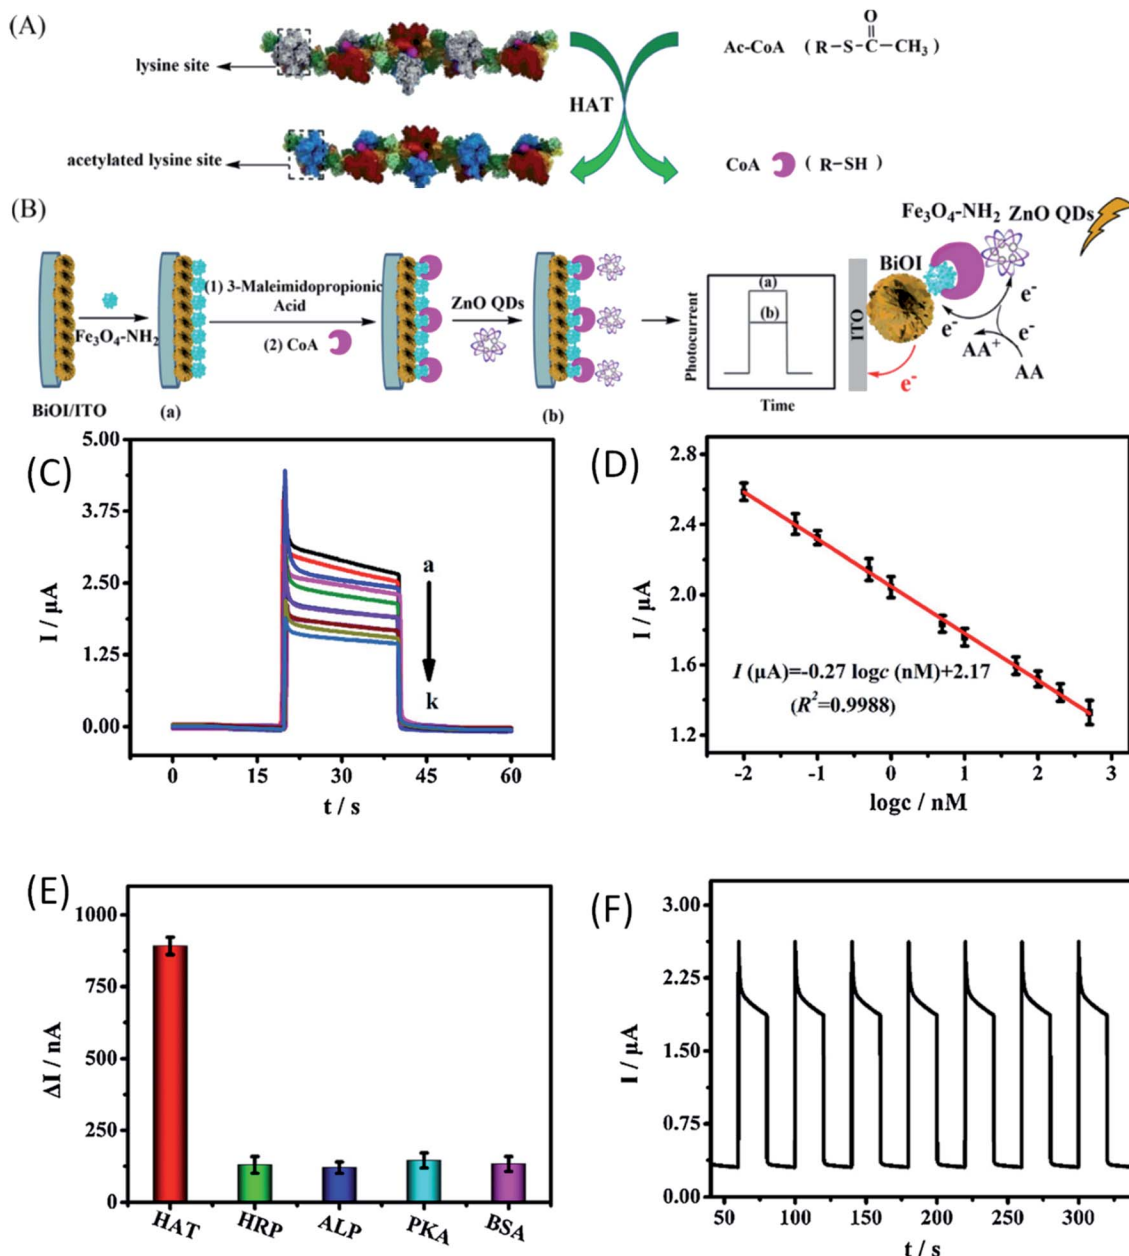 (A)
lysine site
acetylated lysine site
HAT
O
Ac-CoA ( R–S–C–CH₃)
CoA ( R–SH )
(B)
BiOI/ITO
Fe₃O₄-NH₂
(a)
(1) 3-Maleimidopropionic
Acid
(2) CoA
ZnO QDs
(b)
Photocurrent
(a)
(b)
Time
Fe₃O₄-NH₂ ZnO QDs
BiOI
ITO
e⁻
e⁻
e⁻
AA⁺
AA
e⁻
(C)
I / μA
5.00
3.75
2.50
1.25
0.00
a
k
0 15 30 45 60
t / s
(D)
I / μA
2.8
2.4
2.0
1.6
1.2
I (μA)=-0.27 logc (nM)+2.17
(R²=0.9988)
-2 -1 0 1 2 3
logc / nM
(E)
ΔI / nA
1000
750
500
250
0
HAT HRP ALP PKA BSA
(F)
I / μA
3.00
2.25
1.50
0.75
0.00
50 100 150 200 250 300
t / s